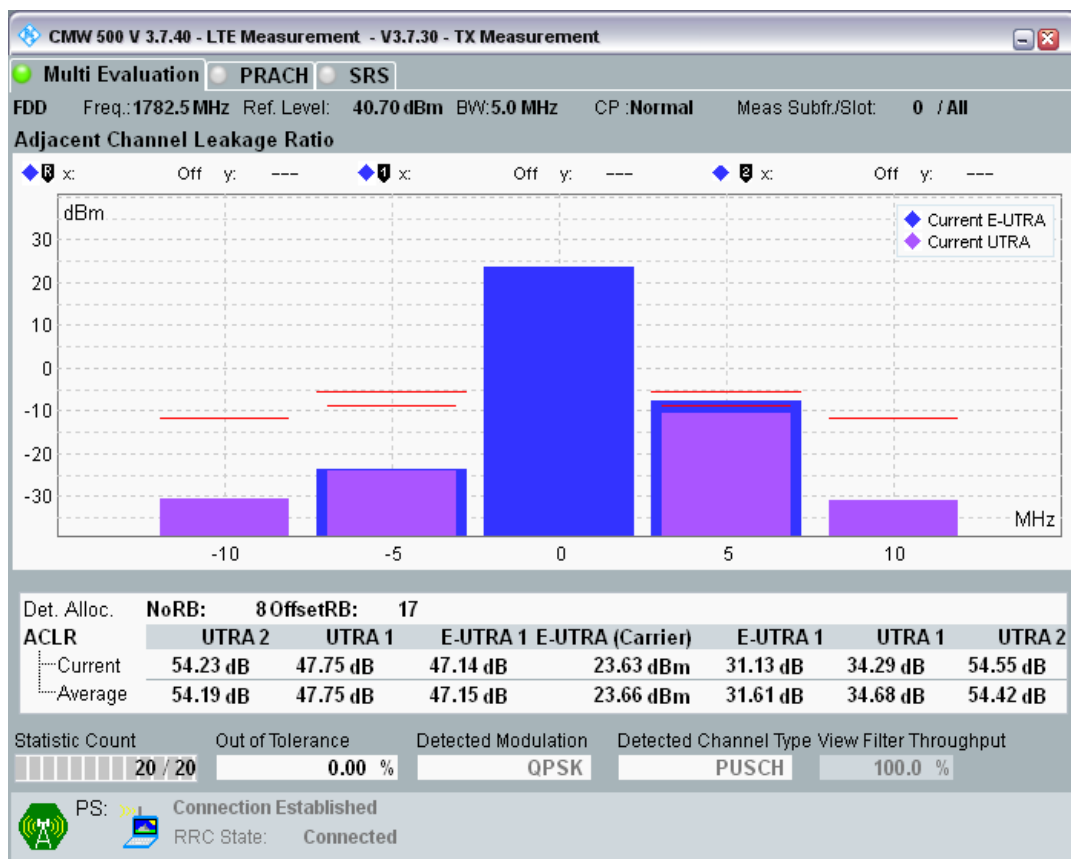 CMW 500 V 3.7.40 - LTE Measurement - V3.7.30 - TX Measurement
Multi Evaluation PRACH SRS
FDD Freq.: 1782.5 MHz Ref. Level: 40.70 dBm BW: 5.0 MHz CP : Normal Meas Subfr./Slot: 0 / All
Adjacent Channel Leakage Ratio
R x: Off y: --- 1 x: Off y: --- 2 x: Off y: ---
dBm
Current E-UTRA
Current UTRA
30
20
10
0
-10
-20
-30
MHz
-10 -5 0 5 10
Det. Alloc. NoRB: 8 OffsetRB: 17
ACLR UTRA 2 UTRA 1 E-UTRA 1 E-UTRA (Carrier) E-UTRA 1 UTRA 1 UTRA 2
Current 54.23 dB 47.75 dB 47.14 dB 23.63 dBm 31.13 dB 34.29 dB 54.55 dB
Average 54.19 dB 47.75 dB 47.15 dB 23.66 dBm 31.61 dB 34.68 dB 54.42 dB
Statistic Count Out of Tolerance Detected Modulation Detected Channel Type View Filter Throughput
20 / 20 0.00 % QPSK PUSCH 100.0 %
PS: Connection Established
RRC State: Connected